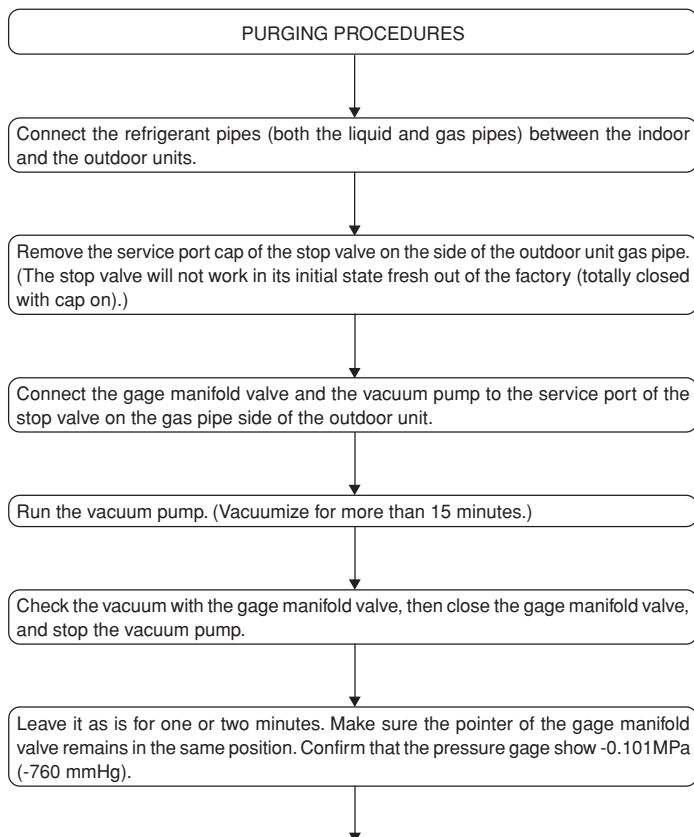 PURGING PROCEDURES
Connect the refrigerant pipes (both the liquid and gas pipes) between the indoor
and the outdoor units.
Remove the service port cap of the stop valve on the side of the outdoor unit gas pipe.
(The stop valve will not work in its initial state fresh out of the factory (totally closed
with cap on).)
Connect the gage manifold valve and the vacuum pump to the service port of the
stop valve on the gas pipe side of the outdoor unit.
Run the vacuum pump. (Vacuumize for more than 15 minutes.)
Check the vacuum with the gage manifold valve, then close the gage manifold valve,
and stop the vacuum pump.
Leave it as is for one or two minutes. Make sure the pointer of the gage manifold
valve remains in the same position. Confirm that the pressure gage show -0.101MPa
(-760 mmHg).